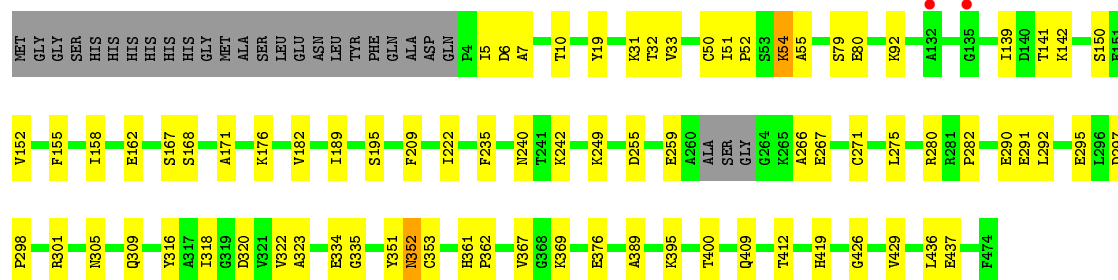 MET GLY GLY SER HIS HIS HIS HIS HIS HIS GLY MET ALA SER LEU GLU ASN LEU TYR PHE GLN ALA ASP GLN P4 I5 D6 A7 T10 Y19 K31 T32 V33 C50 I51 P52 S53 K54 A55 S79 E80 K92 A132 G135 I139 D140 T141 K142 S150 E151
V152 F155 I158 E162 S167 S168 A171 K176 V182 I189 S195 F209 I222 F235 N240 T241 K242 K249 D255 E259 A260 ALA SER GLY G264 K265 A266 E267 C271 L275 R280 R281 P282 E290 E291 L292 E295 L296 D297
P298 R301 N305 Q309 Y316 A317 I318 G319 D320 V321 V322 A323 E334 G335 Y351 N352 C353 H361 P362 V367 G368 K369 E376 A389 K395 T400 Q409 T412 H419 G426 V429 L436 E437 F474